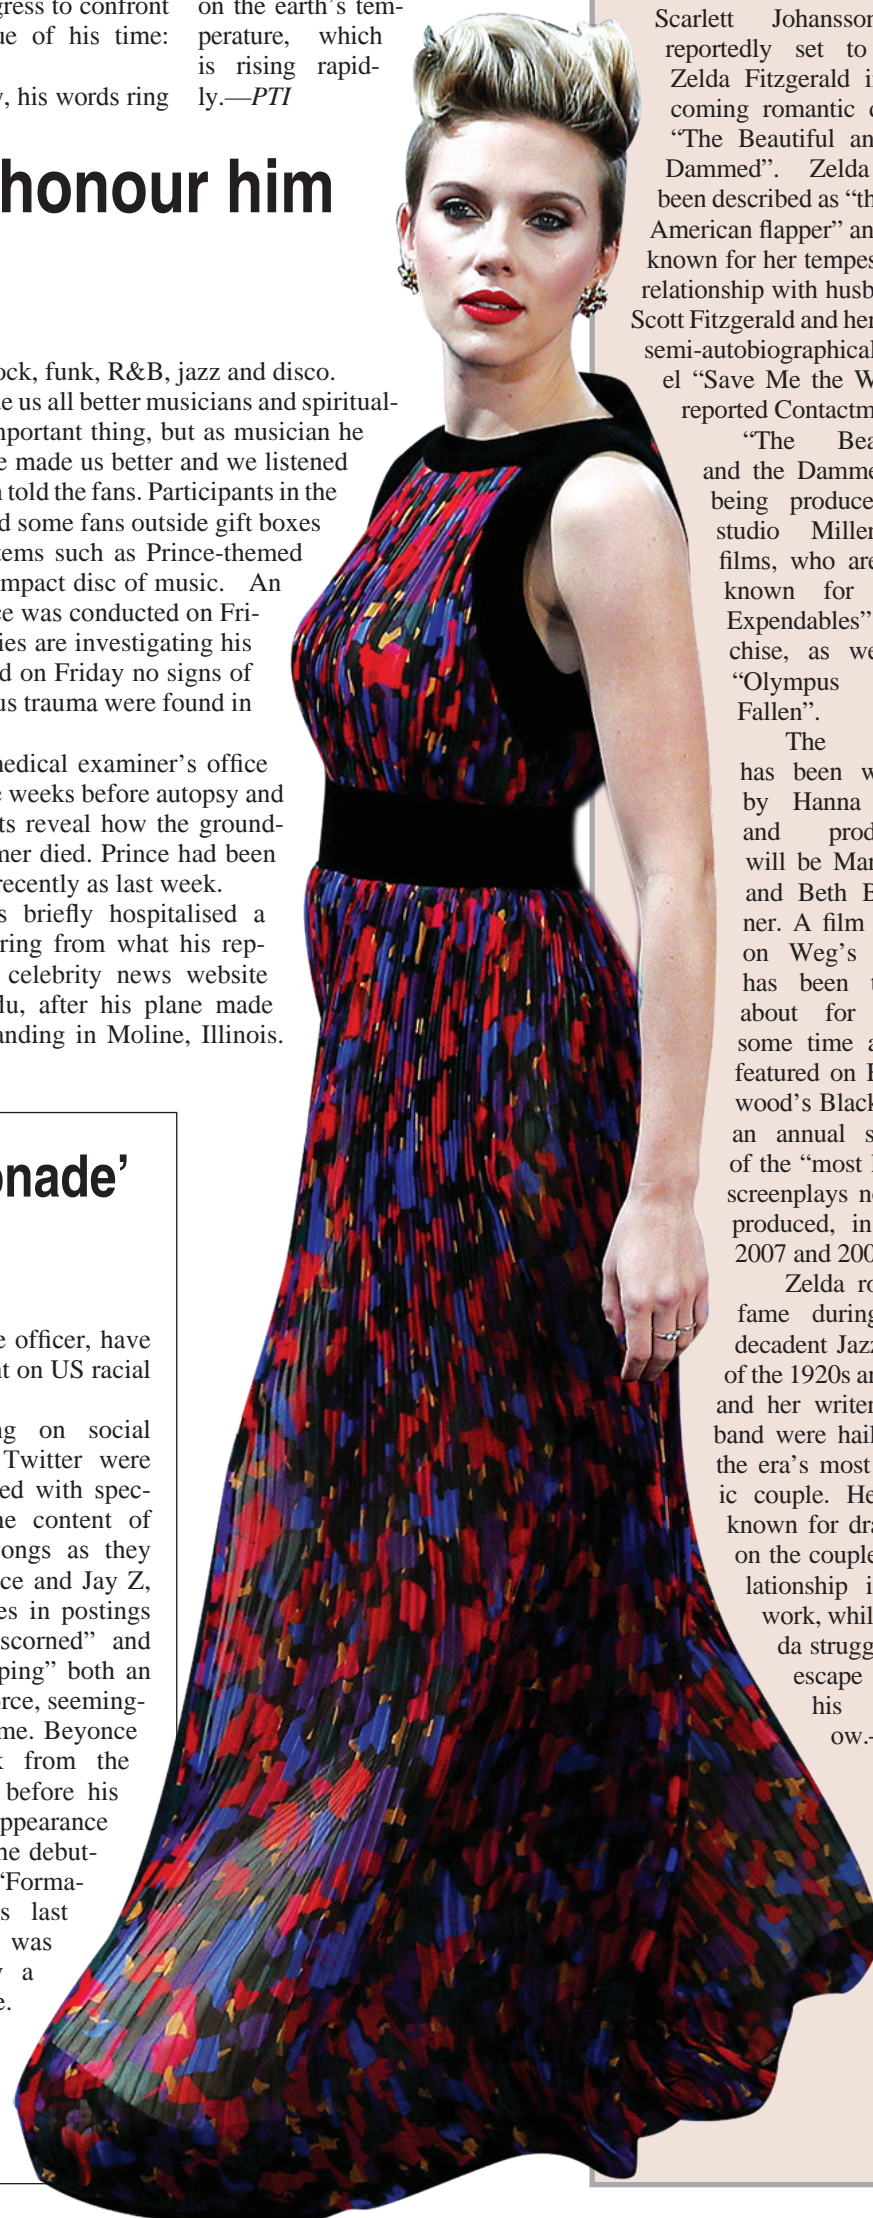 gress to confront
ue of his time:
y, his words ring
on the earth's tem-
perature, which
is rising rapid-
ly.—PTI
honour him
ock, funk, R&B, jazz and disco.
de us all better musicians and spiritual-
mportant thing, but as musician he
e made us better and we listened
n told the fans. Participants in the
d some fans outside gift boxes
tems such as Prince-themed
mpact disc of music. An
ce was conducted on Fri-
ies are investigating his
d on Friday no signs of
us trauma were found in
nedical examiner's office
e weeks before autopsy and
ts reveal how the ground-
mer died. Prince had been
recently as last week.
s briefly hospitalised a
ring from what his rep-
celebrity news website
flu, after his plane made
anding in Moline, Illinois.
onade'
e officer, have
nt on US racial
ng on social
Twitter were
ed with spec-
he content of
ongs as they
ce and Jay Z,
es in postings
scorned” and
ping” both an
orce, seeming-
me. Beyonce
k from the
before his
ppearance
he debut-
“Forma-
s last
was
y a
e.
Scarlett Johansson
reportedly set to
Zelda Fitzgerald i
coming romantic d
“The Beautiful an
Dammed”. Zelda
been described as “th
American flapper” an
known for her tempes
relationship with husb
Scott Fitzgerald and her
semi-autobiographical
el “Save Me the W
reported Contactm
“The Bea
and the Damme
being produce
studio Miller
films, who are
known for
Expendables”
chise, as we
“Olympus
Fallen”.
The
has been w
by Hanna
and prod
will be Mar
and Beth B
ner. A film
on Weg's
has been t
about for
some time a
featured on H
wood's Black
an annual s
of the “most l
screenplays no
produced, in
2007 and 200
Zelda ro
fame during
decadent Jazz
of the 1920s an
and her writer
band were hail
the era's most
ic couple. He
known for dra
on the couple
lationship i
work, whil
da strugg
escape
his
ow.-